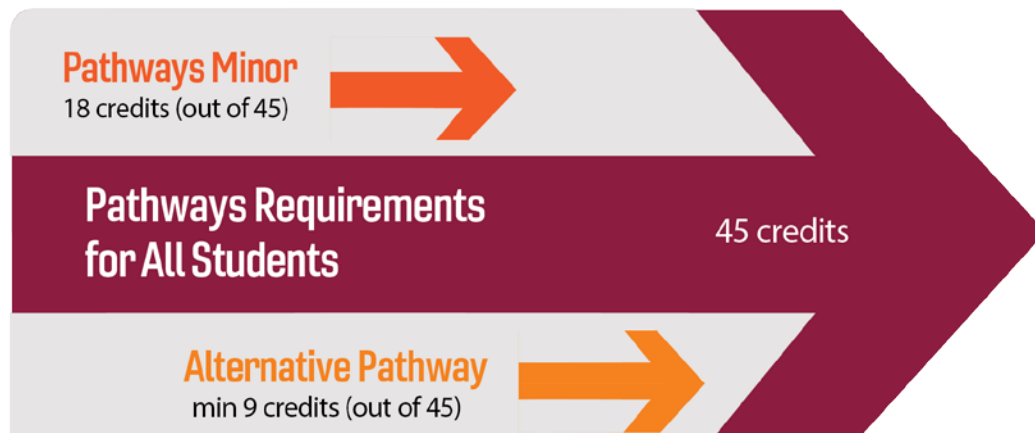 Pathways Minor
18 credits (out of 45)
Pathways Requirements
for All Students
45 credits
Alternative Pathway
min 9 credits (out of 45)